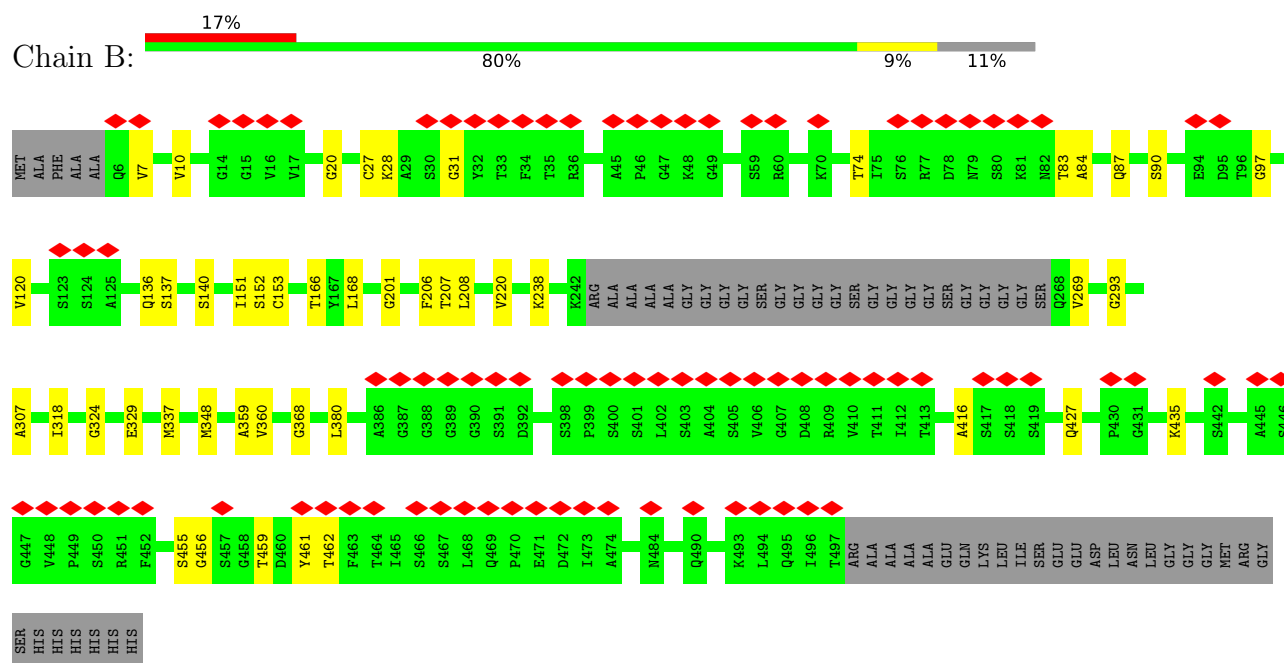 17%
Chain B:
80% 9% 11%
MET ALA PHE ALA ALA Q6 V7 V10 G14 G15 V16 V17 G20 C27 K28 A29 S30 G31 Y32 T33 F34 T35 R36 A45 P46 G47 K48 G49 S59 R60 K70 T74 I75 S76 R77 D78 N79 S80 K81 N82 T83 A84 Q87 S90 E94 D95 T96 G97
V120 S123 S124 A125 Q136 S137 S140 I151 S152 C153 T166 Y167 L168 G201 F206 T207 L208 V220 K238 K242 ARG ALA ALA ALA ALA GLY GLY GLY SER GLY GLY GLY GLY SER GLY GLY GLY GLY SER GLY GLY GLY GLY SER Q268 V269 G293
A307 I318 G324 E329 M337 M348 A359 V360 G368 L380 A386 G387 G388 G389 G390 S391 D392 S398 P399 S400 S401 L402 S403 A404 S405 V406 G407 D408 R409 V410 T411 I412 T413 A416 S417 S418 S419 Q427 P430 G431 K435 S442 A445 S446
G447 V448 P449 S450 R451 F452 S455 G456 S457 G458 T459 D460 Y461 T462 F463 T464 I465 S466 S467 L468 Q469 P470 E471 D472 I473 A474 N484 Q490 K493 L494 Q495 I496 T497 ARG ALA ALA ALA ALA GLU GLN LYS LEU ILE SER GLU GLU ASP LEU ASN LEU GLY GLY GLY MET ARG GLY
SER HIS HIS HIS HIS HIS HIS